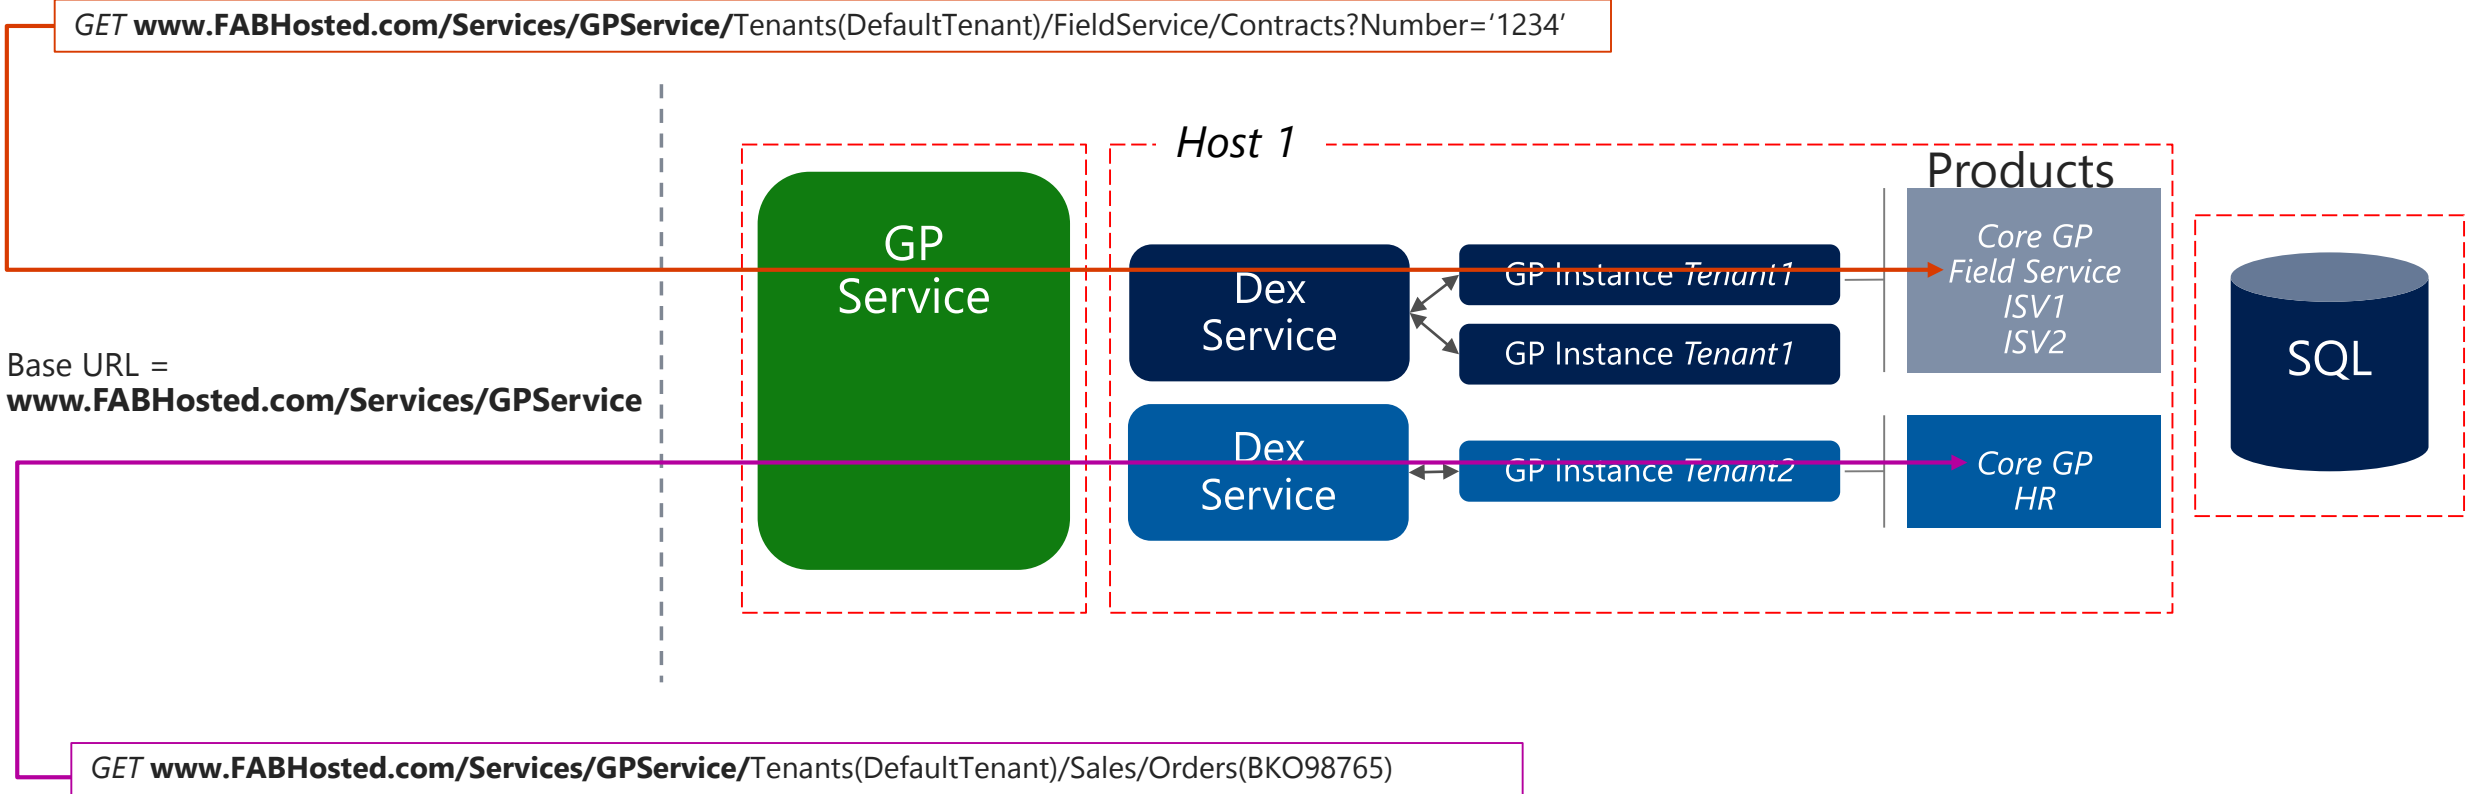 GET www.FABHosted.com/Services/GPService/Tenants(DefaultTenant)/FieldService/Contracts?Number=‘1234’
Host 1
Products
GP
Service
Dex
Service
GP Instance Tenant1
GP Instance Tenant1
Core GP
Field Service
ISV1
ISV2
SQL
Base URL =
www.FABHosted.com/Services/GPService
Dex
Service
GP Instance Tenant2
Core GP
HR
GET www.FABHosted.com/Services/GPService/Tenants(DefaultTenant)/Sales/Orders(BKO98765)